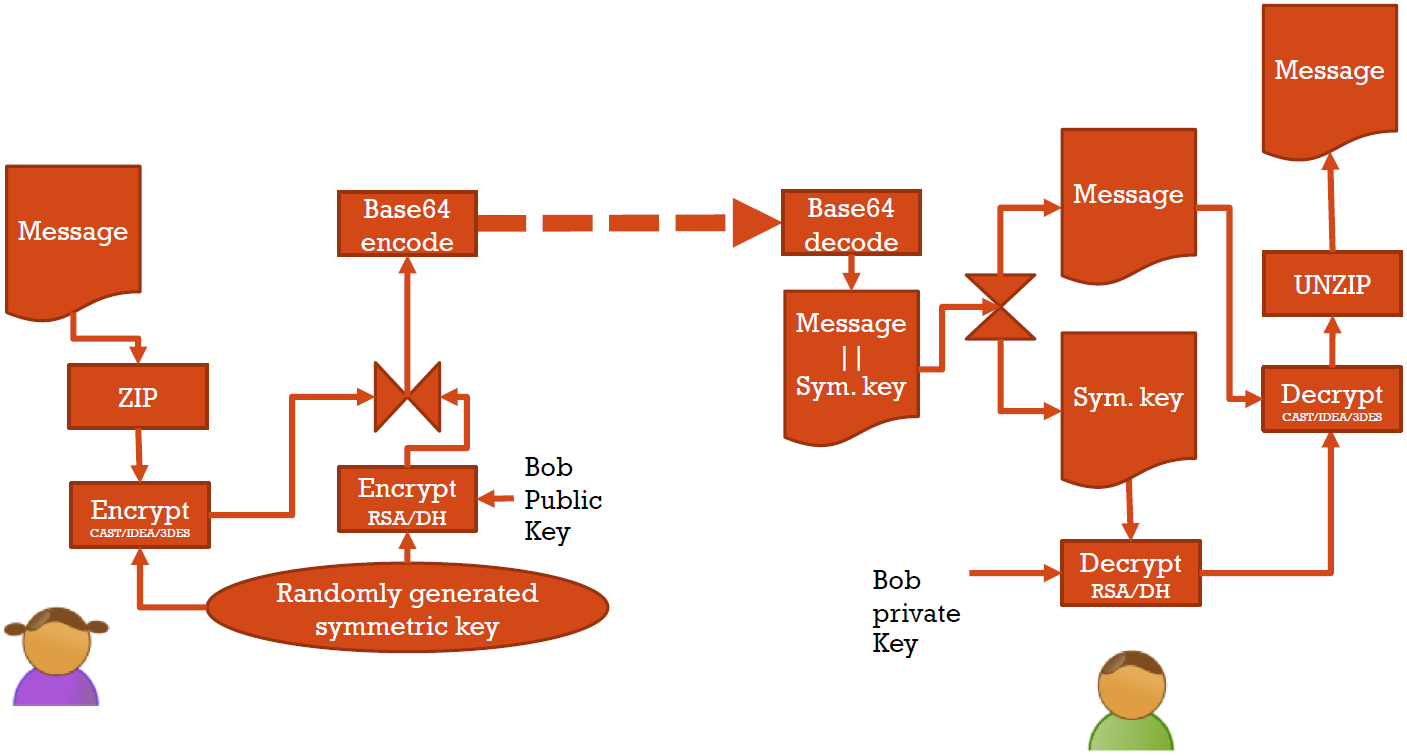 Message
ZIP
Encrypt
CAST/IDEA/3DES
Base64
encode
Encrypt
RSA/DH
Bob
Public
Key
Randomly generated
symmetric key
Base64
decode
Message
||
Sym. key
Message
Sym. key
Decrypt
RSA/DH
Bob
private
Key
Decrypt
CAST/IDEA/3DES
UNZIP
Message